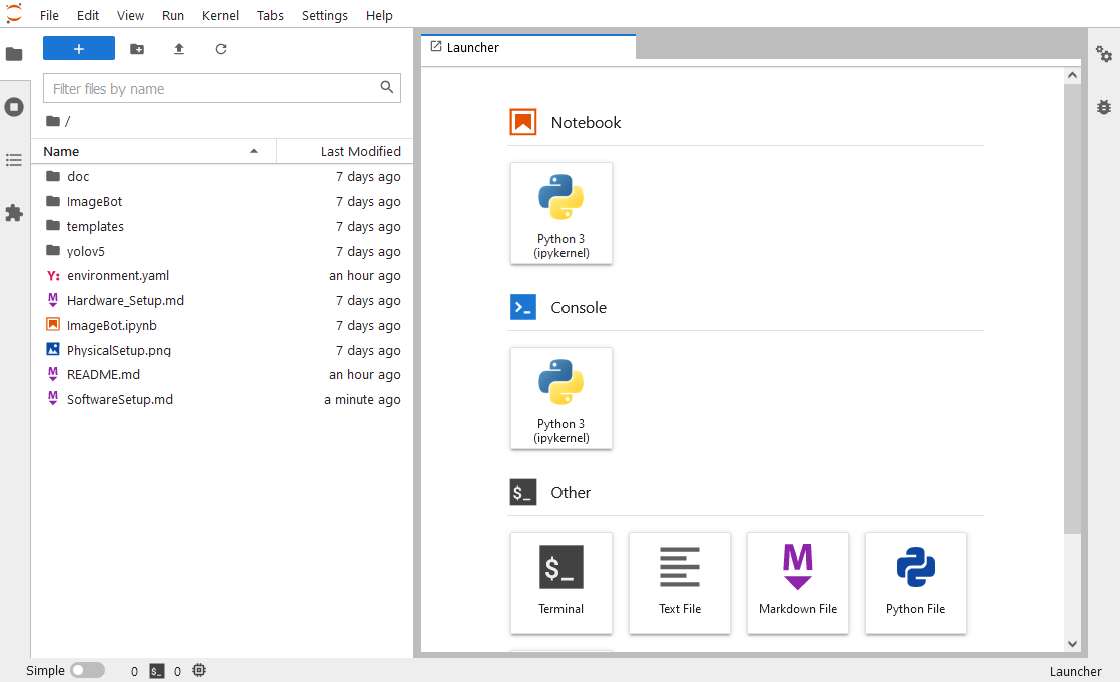 File Edit View Run Kernel Tabs Settings Help
Launcher
Filter files by name
/
Name Last Modified
doc 7 days ago
ImageBot 7 days ago
templates 7 days ago
yolov5 7 days ago
Y: environment.yaml an hour ago
M Hardware_Setup.md 7 days ago
ImageBot.ipynb 7 days ago
PhysicalSetup.png 7 days ago
M README.md an hour ago
M SoftwareSetup.md a minute ago
Notebook
Python 3
(ipykernel)
Console
Python 3
(ipykernel)
$_ Other
$_ M
Terminal Text File Markdown File Python File
Simple 0 $_ 0 Launcher